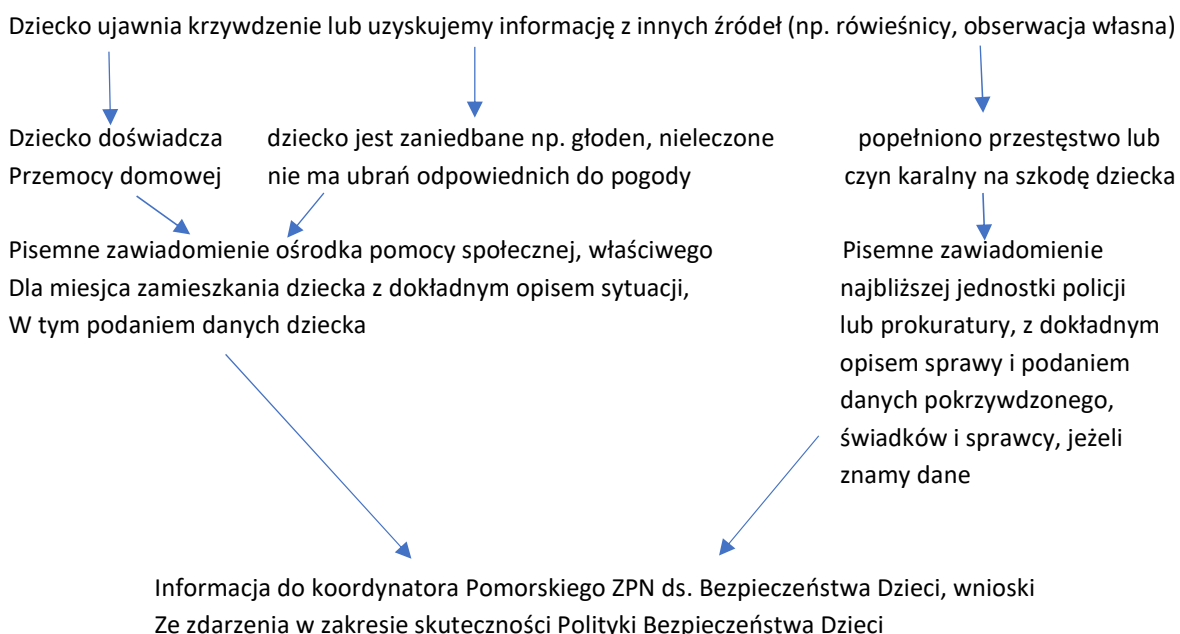 Dziecko ujawnia krzywdzenie lub uzyskujemy informację z innych źródeł (np. rówieśnicy, obserwacja własna)
Dziecko doświadcza
Przemocy domowej
dziecko jest zaniedbane np. głoden, nieleczone
nie ma ubrań odpowiednich do pogody
popełniono przestęstwo lub
czyn karalny na szkodę dziecka
Pisemne zawiadomienie ośrodka pomocy społecznej, właściwego
Dla miesjca zamieszkania dziecka z dokładnym opisem sytuacji,
W tym podaniem danych dziecka
Pisemne zawiadomienie
najbliższej jednostki policji
lub prokuratury, z dokładnym
opisem sprawy i podaniem
danych pokrzywdzonego,
świadków i sprawcy, jeżeli
znamy dane
Informacja do koordynatora Pomorskiego ZPN ds. Bezpieczeństwa Dzieci, wnioski
Ze zdarzenia w zakresie skuteczności Polityki Bezpieczeństwa Dzieci